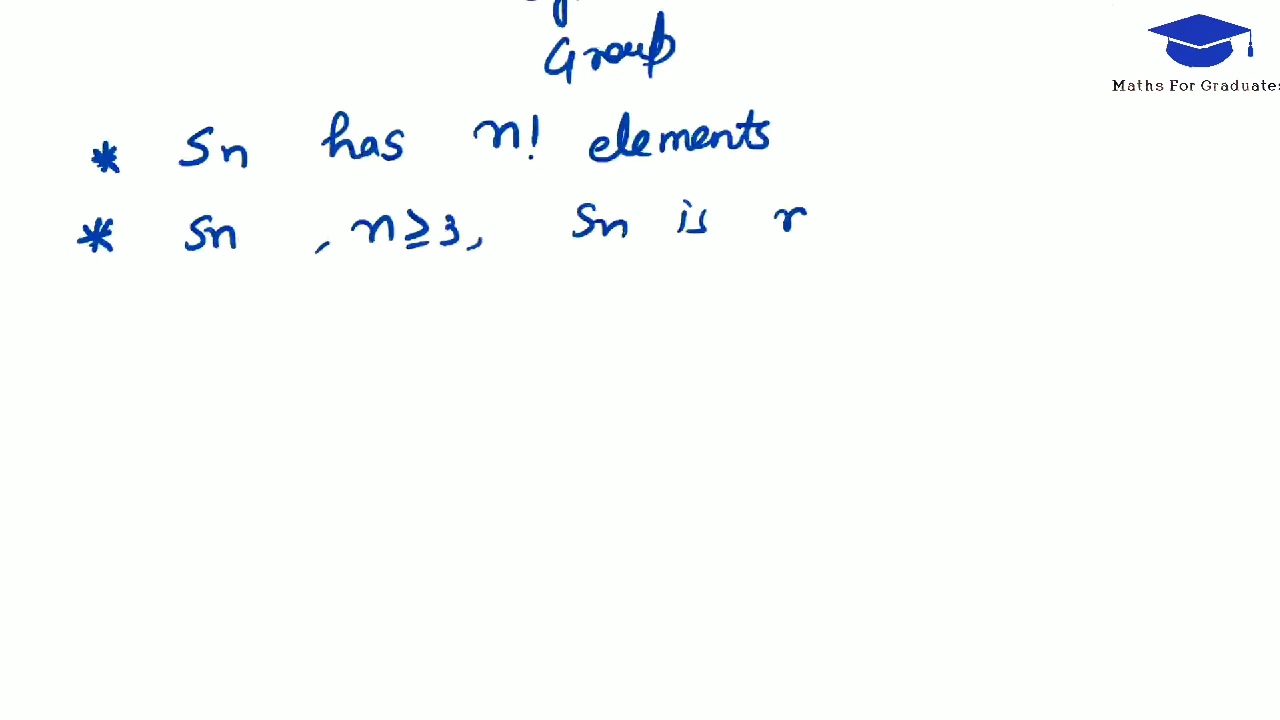 Group
Maths For Graduates
* Sn has n! elements
* Sn , n≥3, Sn is